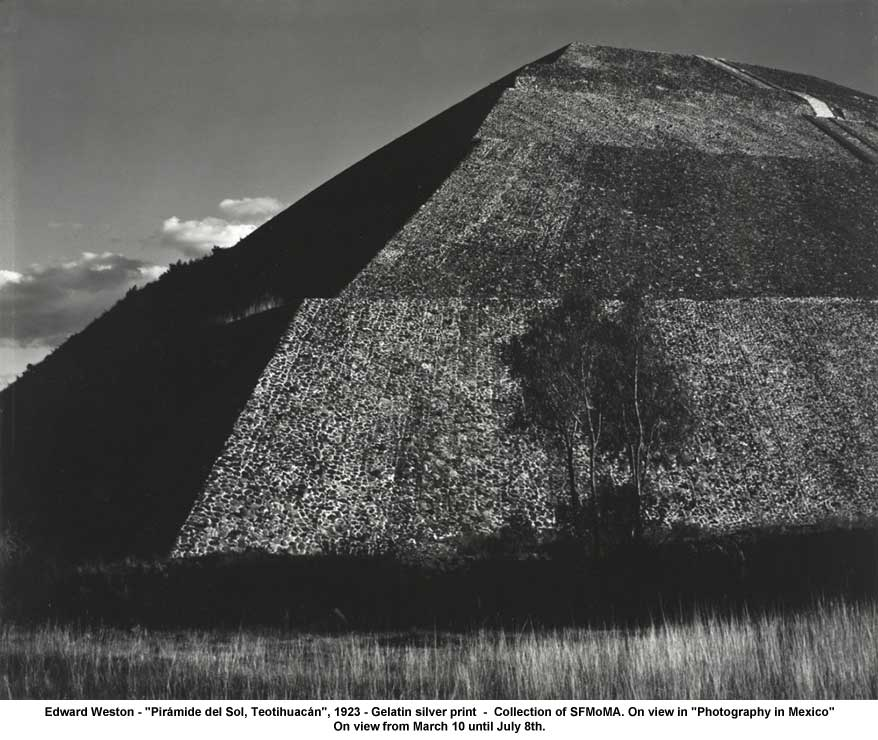 Edward Weston - "Pirámide del Sol, Teotihuacán", 1923 - Gelatin silver print  -  Collection of SFMoMA. On view in "Photography in Mexico"
On view from March 10 until July 8th.